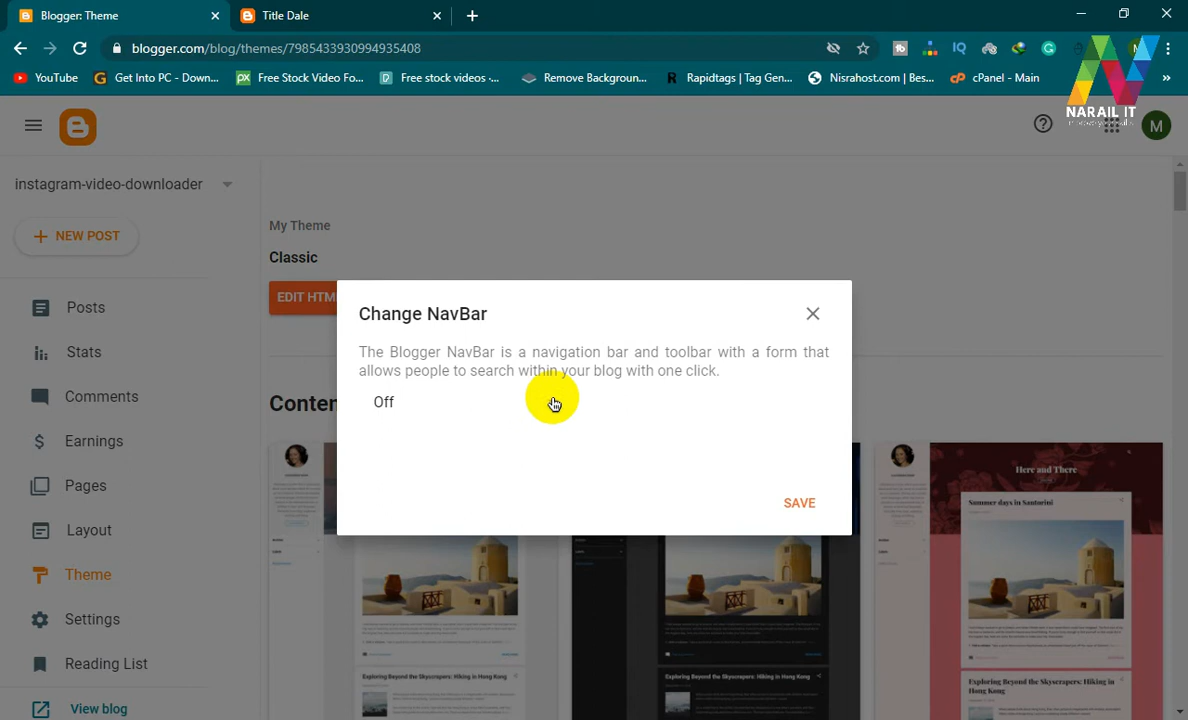 Blogger: Theme
Title Dale
blogger.com/blog/themes/7985433930994935408
YouTube
Get Into PC - Down...
Free Stock Video Fo...
Free stock videos -...
Remove Backgroun...
Rapidtags | Tag Gen...
Nisrahost.com | Bes...
cPanel - Main
NARAIL IT
M
instagram-video-downloader
NEW POST
Posts
Stats
Comments
Earnings
Pages
Layout
Theme
Settings
Reading List
View blog
My Theme
Classic
EDIT HTM
Change NavBar
The Blogger NavBar is a navigation bar and toolbar with a form that
allows people to search within your blog with one click.
Off
SAVE
Conten
Here and There
Summer days in Santorini
Exploring Beyond the Skyscrapers: Hiking in Hong Kong
Exploring Beyond the Skyscrapers: Hiking in Hong Kong
Exploring Beyond the Skyscrapers: Hiking in
Hong Kong